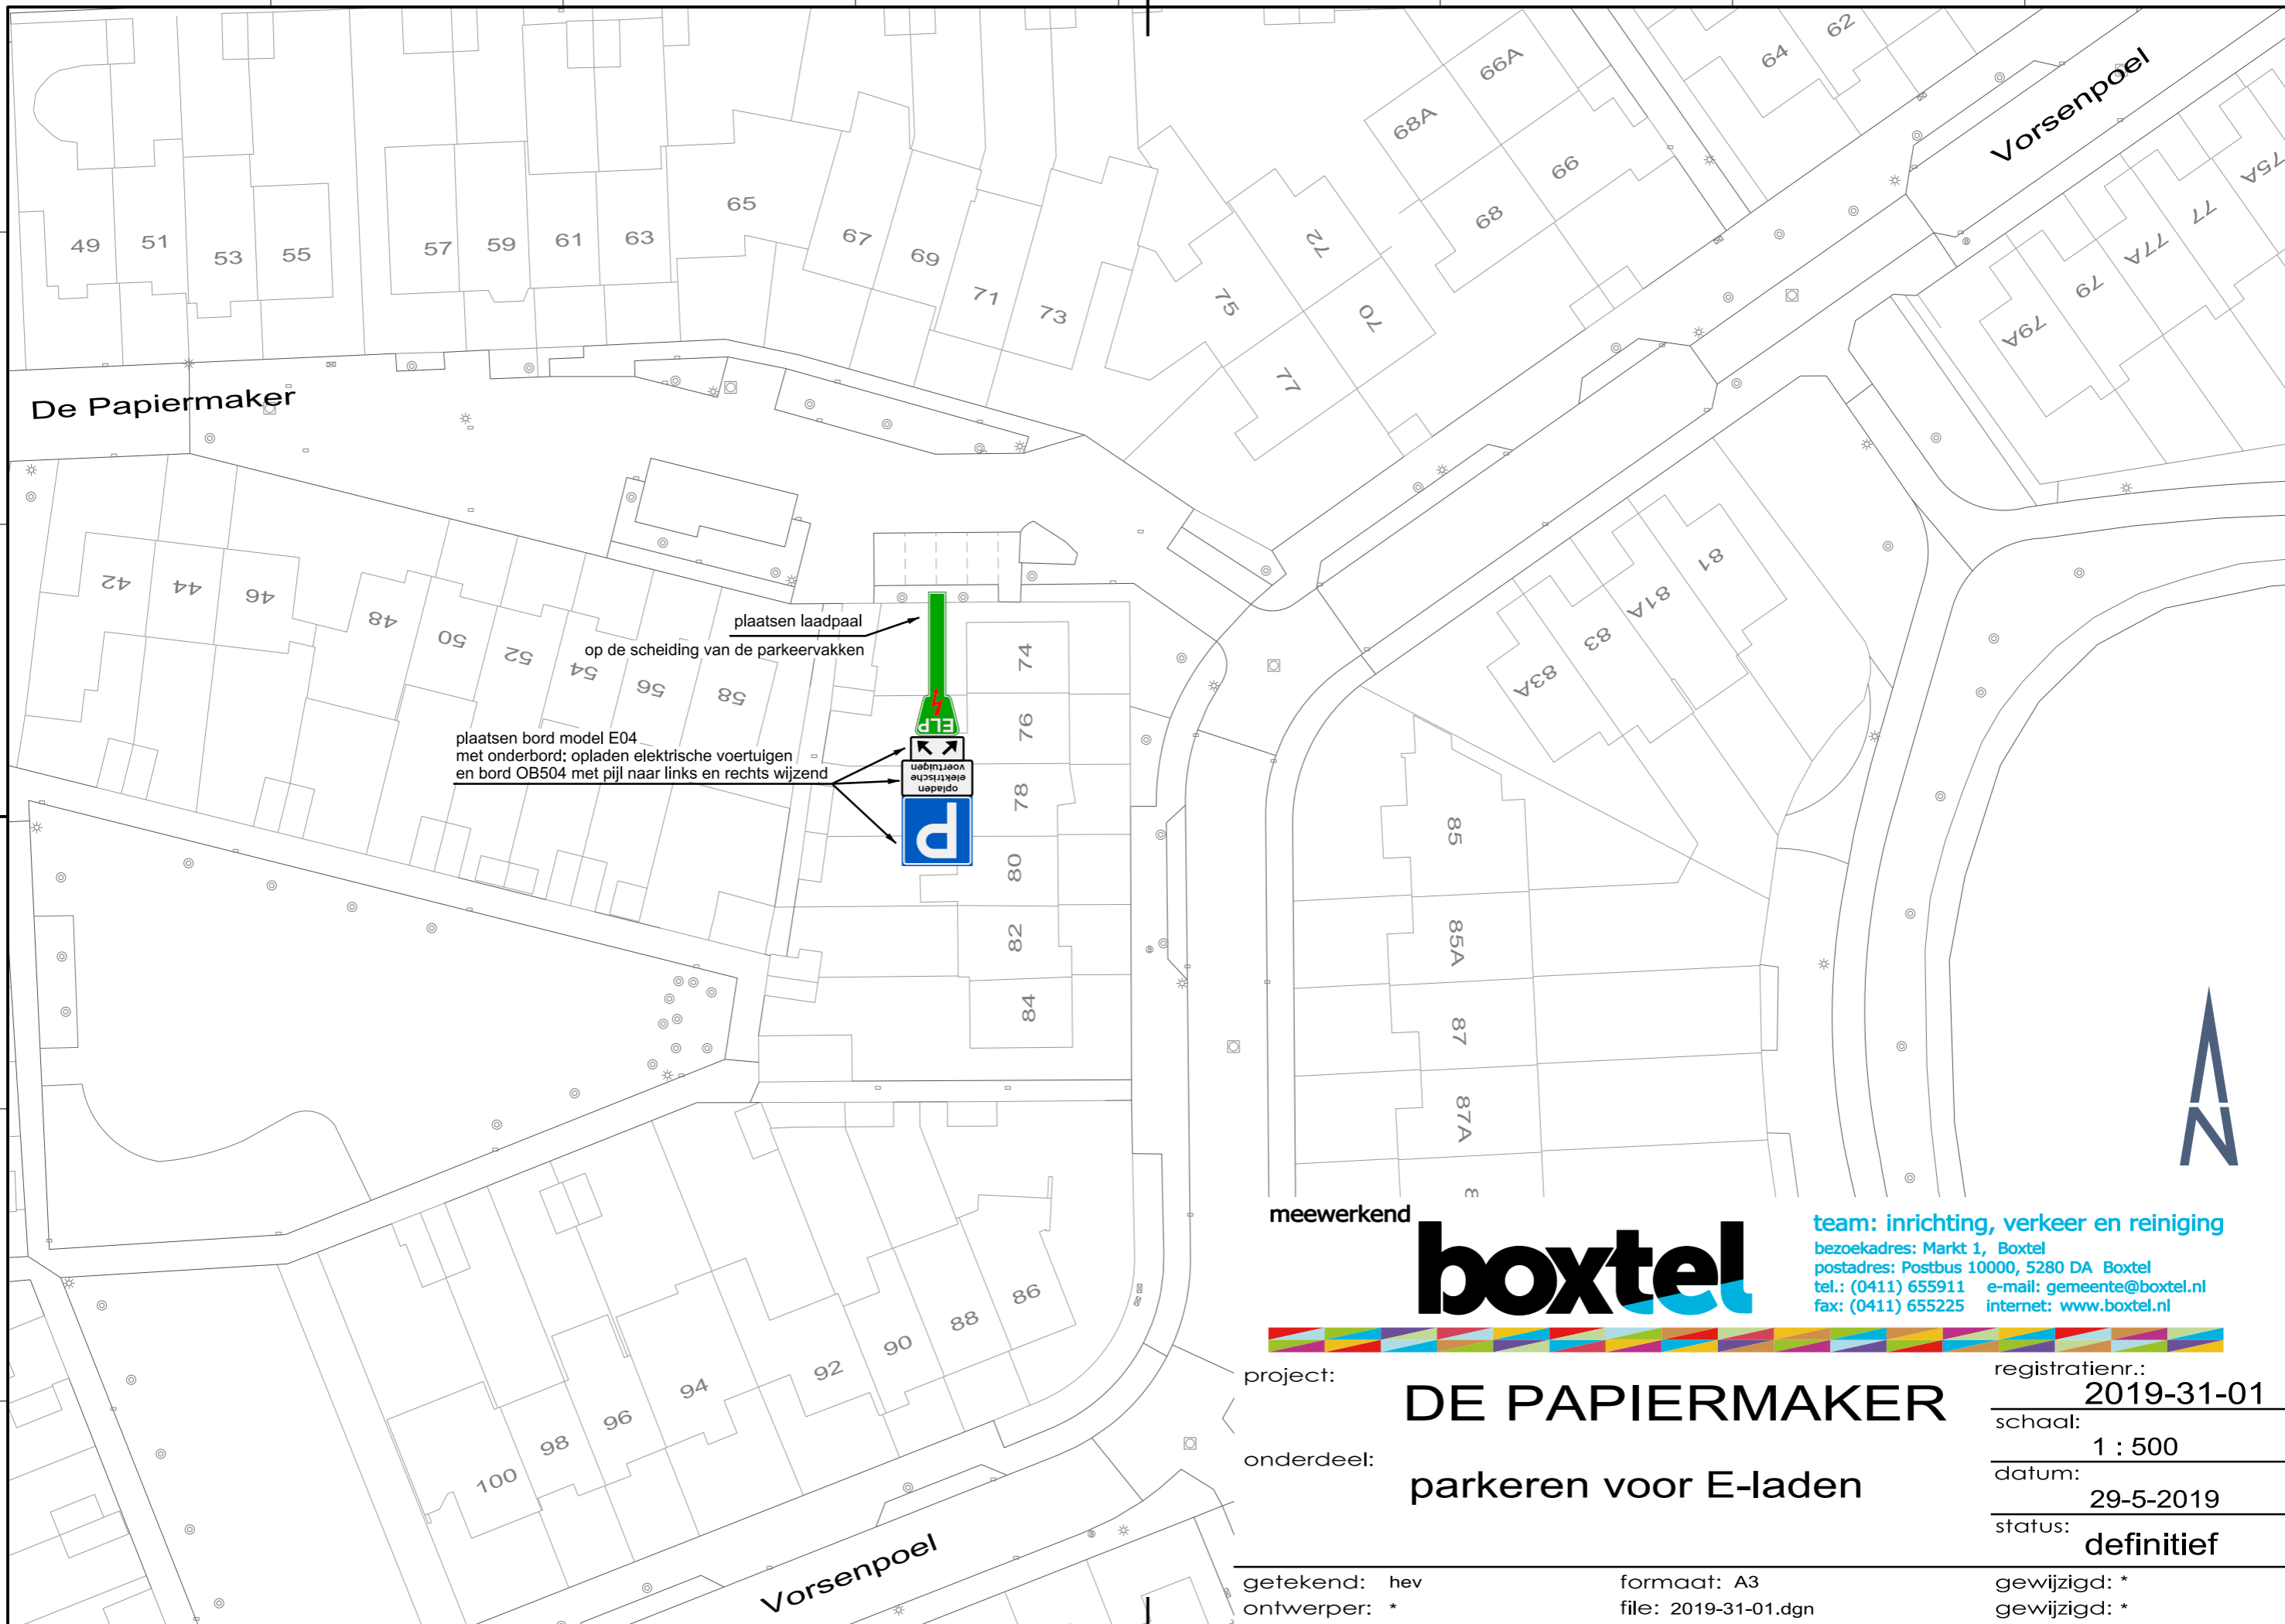 66A
64
62
Vorsenpoel
68A
66
68
75A
77
77A
79
79A
49
51
53
55
57
59
61
63
65
67
69
71
73
75
72
70
77
De Papiermaker
42
44
46
48
50
52
54
56
58
plaatsen laadpaal
op de scheiding van de parkeervakken
74
76
78
80
82
84
81
81A
83
83A
plaatsen bord model E04
met onderbord: opladen elektrische voertuigen
en bord OB504 met pijl naar links en rechts wijzend
ELP
opladen
elektrische
voertuigen
P
85
85A
87
87A
8
N
86
88
90
92
94
96
98
100
Vorsenpoel
meewerkend
boxtel
team: inrichting, verkeer en reiniging
bezoekadres: Markt 1, Boxtel
postadres: Postbus 10000, 5280 DA Boxtel
tel.: (0411) 655911 e-mail: gemeente@boxtel.nl
fax: (0411) 655225 internet: www.boxtel.nl
project:
DE PAPIERMAKER
onderdeel:
parkeren voor E-laden
registratienr.:
2019-31-01
schaal:
1 : 500
datum:
29-5-2019
status:
definitief
getekend: hev
formaat: A3
gewijzigd: *
ontwerper: *
file: 2019-31-01.dgn
gewijzigd: *